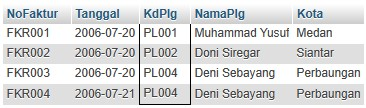 NoFaktur Tanggal KdPlg NamaPlg Kota
FKR001 2006-07-20 PL001 Muhammad Yusuf Medan
FKR002 2006-07-20 PL002 Doni Siregar Siantar
FKR003 2006-07-20 PL004 Deni Sebayang Perbaungan
FKR004 2006-07-21 PL004 Deni Sebayang Perbaungan